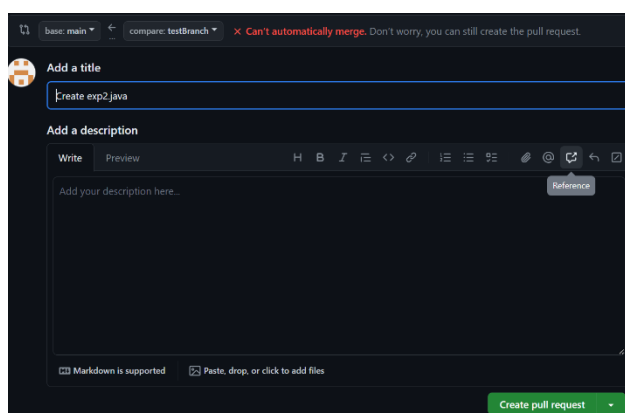 base: main compare: testBranch Can't automatically merge. Don't worry, you can still create the pull request.
Add a title
Create exp2.java
Add a description
Write Preview H B I
Reference
Add your description here...
Markdown is supported Paste, drop, or click to add files
Create pull request